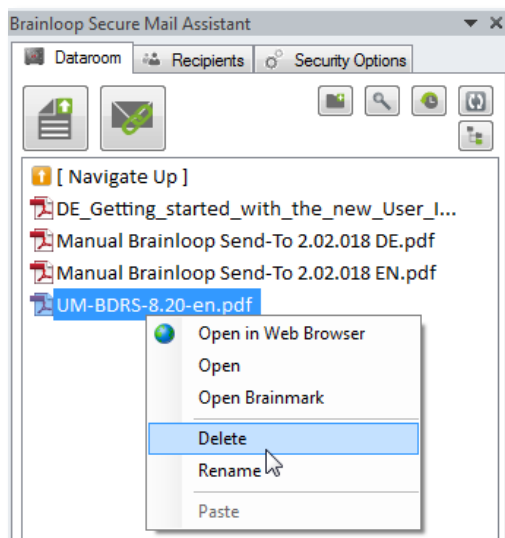 Brainloop Secure Mail Assistant
Dataroom Recipients Security Options
[ Navigate Up ]
DE_Getting_started_with_the_new_User_I...
Manual Brainloop Send-To 2.02.018 DE.pdf
Manual Brainloop Send-To 2.02.018 EN.pdf
UM-BDRS-8.20-en.pdf
Open in Web Browser
Open
Open Brainmark
Delete
Rename
Paste